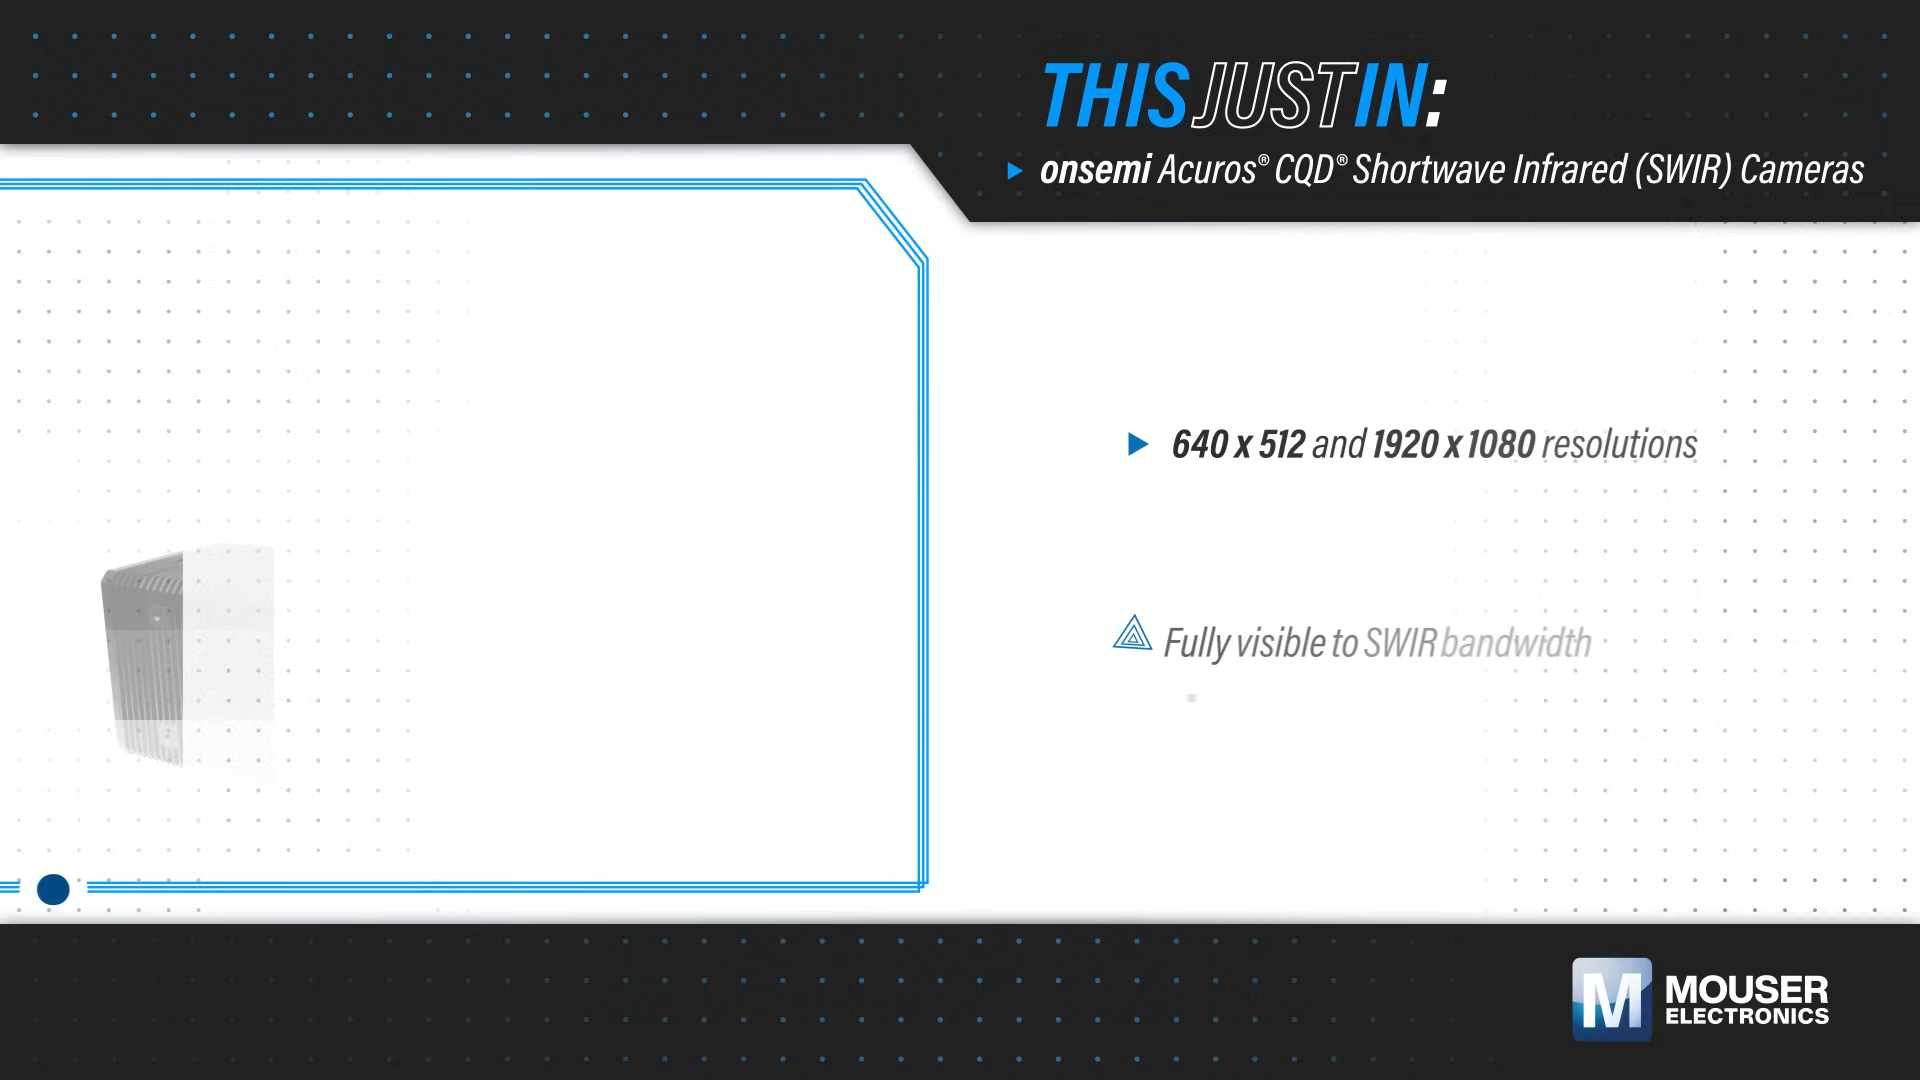 THIS JUST IN:
onsemi Acuros® CQD® Shortwave Infrared (SWIR) Cameras
640 x 512 and 1920 x 1080 resolutions
Fully visible to SWIR bandwidth
M MOUSER
ELECTRONICS